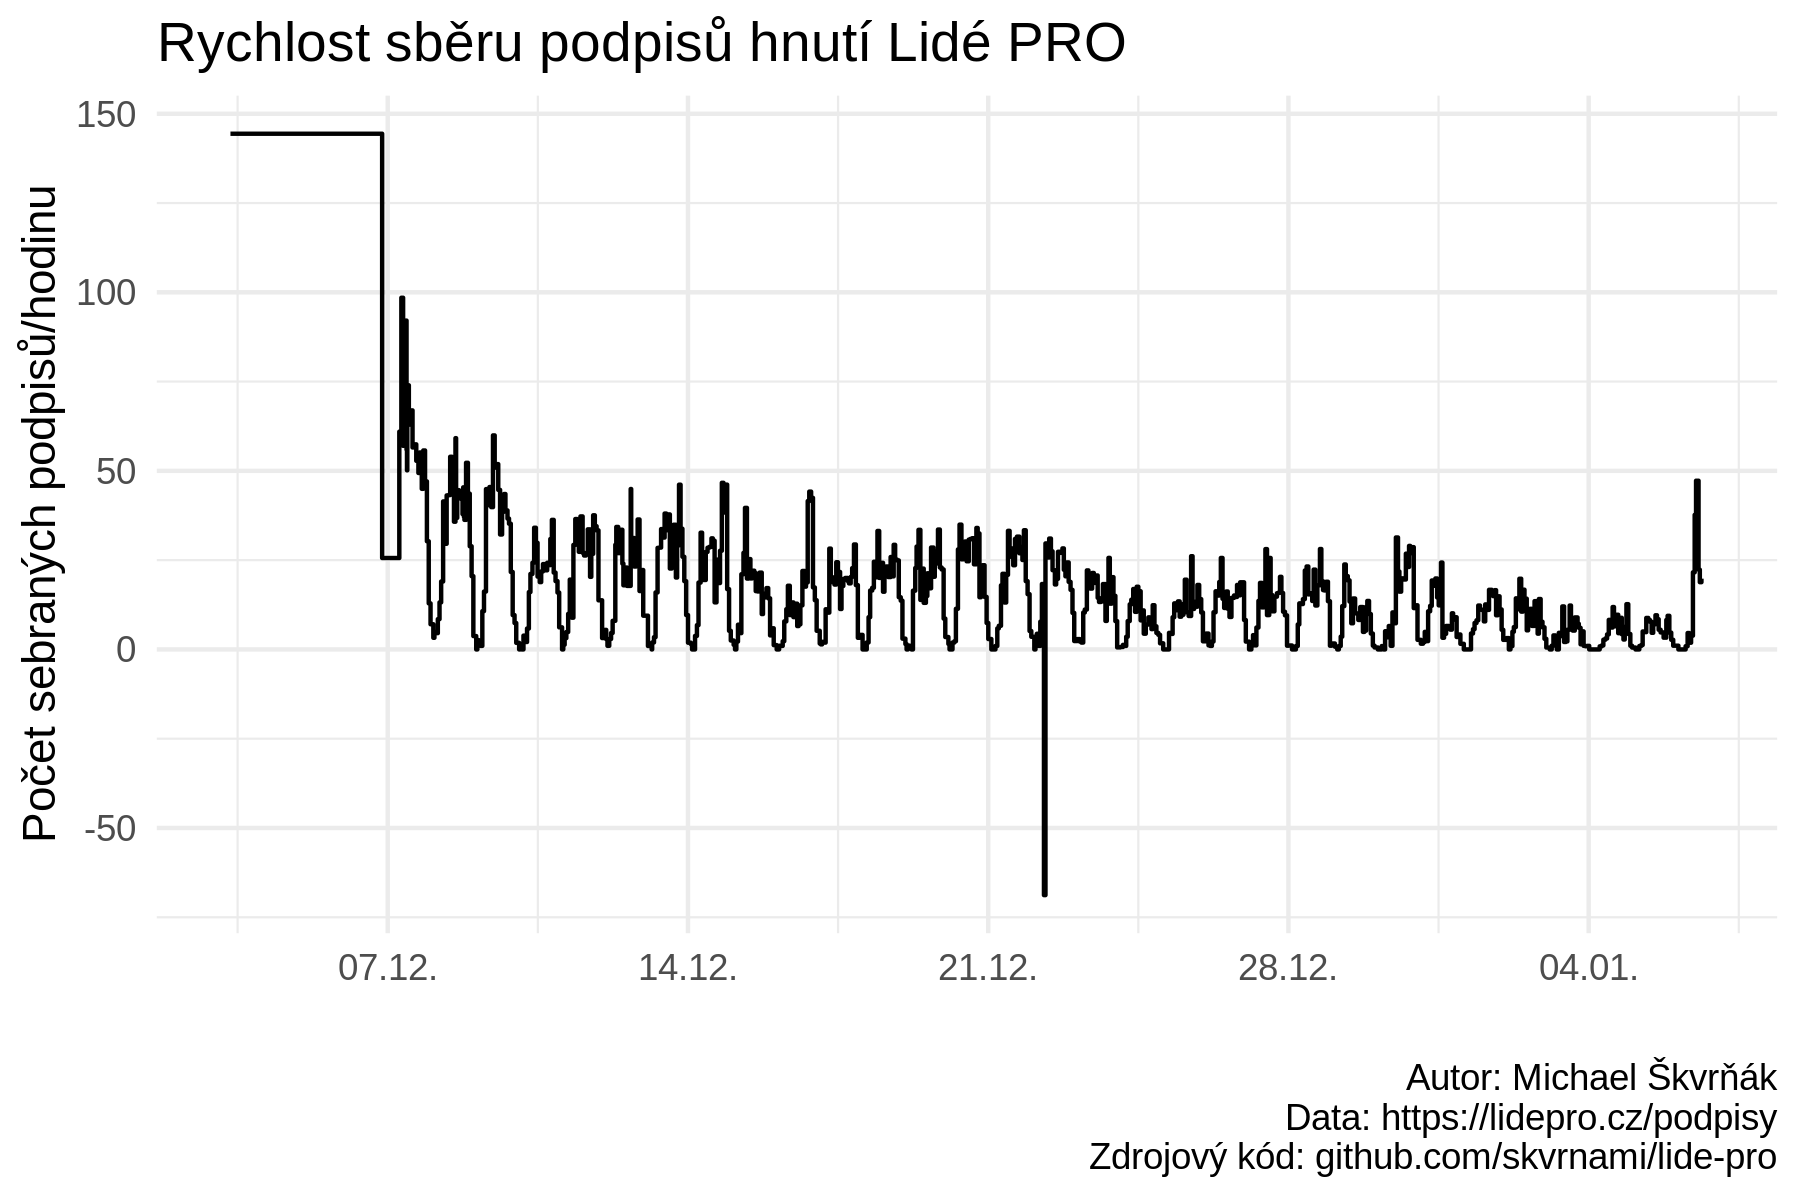 Rychlost sběru podpisů hnutí Lidé PRO
Počet sebraných podpisů/hodinu
150
100
50
0
-50
07.12.
14.12.
21.12.
28.12.
04.01.
Autor: Michael Škvrňák
Data: https://lidepro.cz/podpisy
Zdrojový kód: github.com/skvrnami/lide-pro